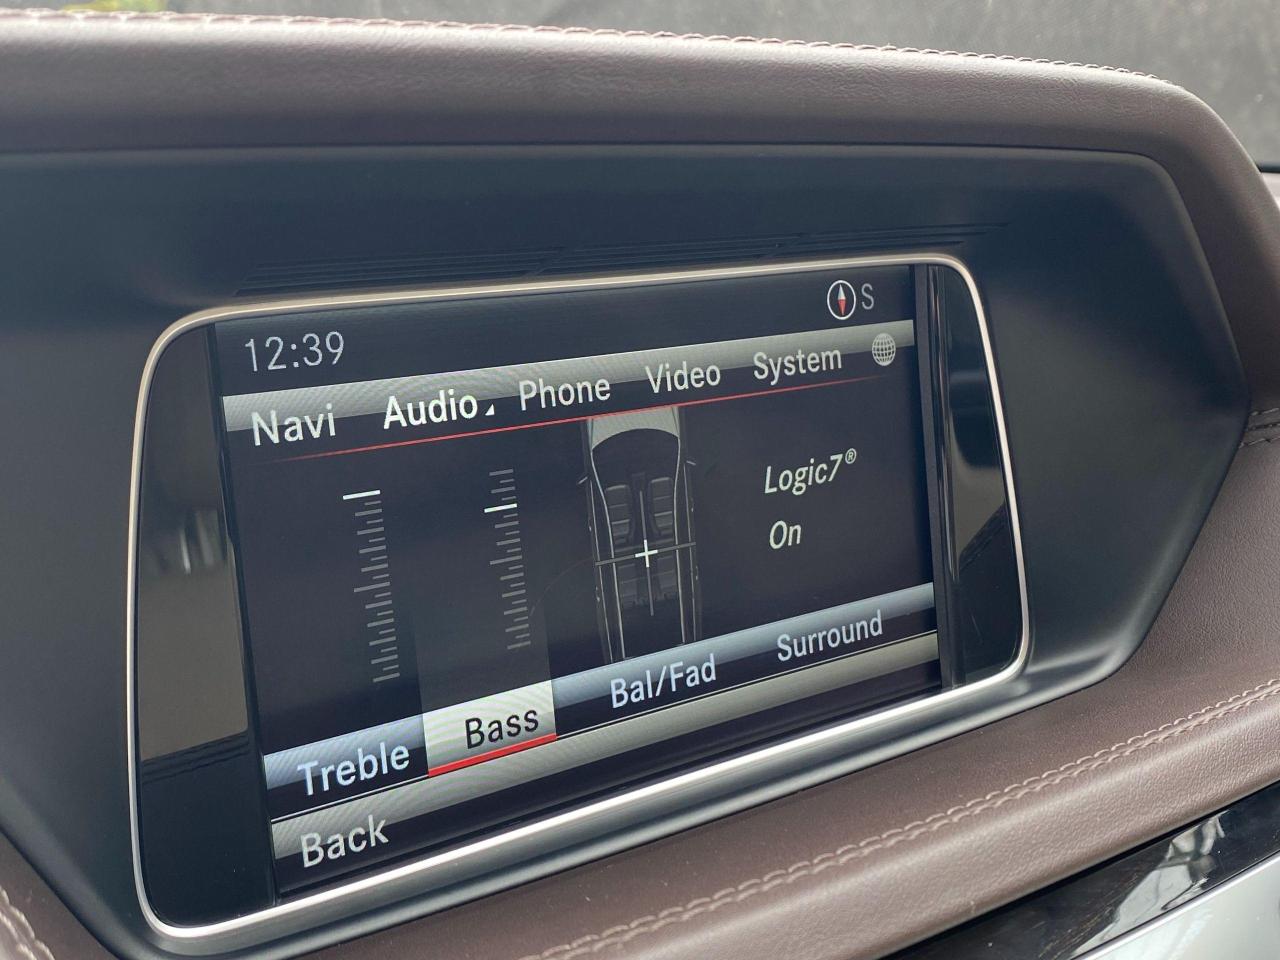 12:39 S
Navi Audio Phone Video System
Logic7®
On
Treble Bass Bal/Fad Surround
Back